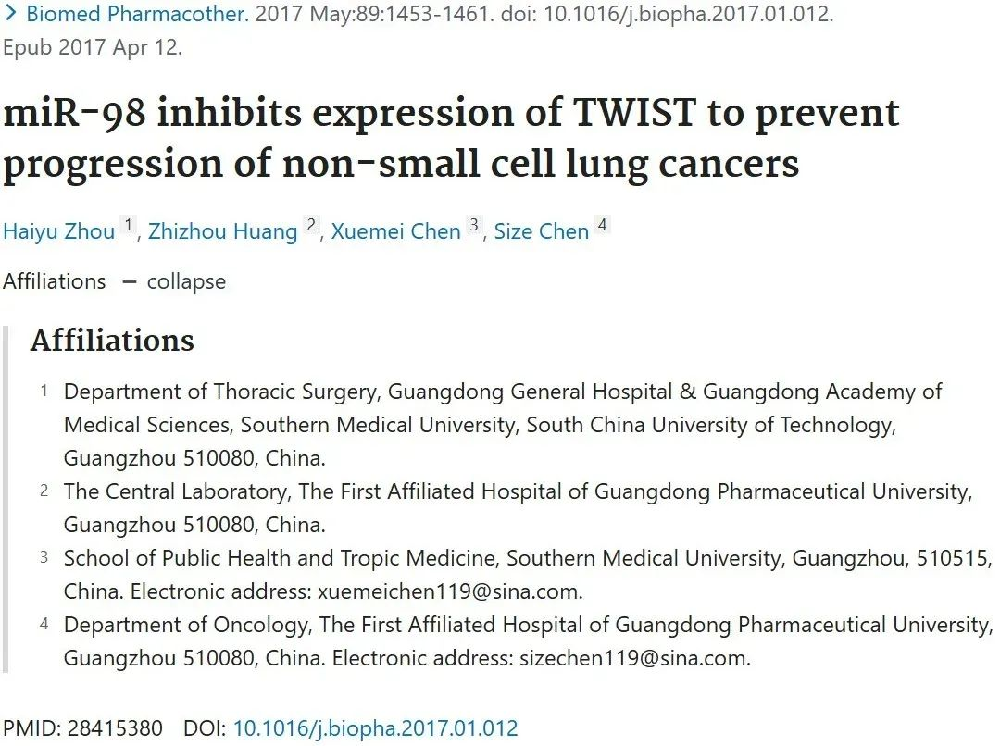 Biomed Pharmacother. 2017 May:89:1453-1461. doi: 10.1016/j.biopha.2017.01.012.
Epub 2017 Apr 12.
miR-98 inhibits expression of TWIST to prevent
progression of non-small cell lung cancers
Haiyu Zhou 1, Zhizhou Huang 2, Xuemei Chen 3, Size Chen 4
Affiliations — collapse
Affiliations
1 Department of Thoracic Surgery, Guangdong General Hospital & Guangdong Academy of
Medical Sciences, Southern Medical University, South China University of Technology,
Guangzhou 510080, China.
2 The Central Laboratory, The First Affiliated Hospital of Guangdong Pharmaceutical University,
Guangzhou 510080, China.
3 School of Public Health and Tropic Medicine, Southern Medical University, Guangzhou, 510515,
China. Electronic address: xuemeichen119@sina.com.
4 Department of Oncology, The First Affiliated Hospital of Guangdong Pharmaceutical University,
Guangzhou 510080, China. Electronic address: sizechen119@sina.com.
PMID: 28415380 DOI: 10.1016/j.biopha.2017.01.012